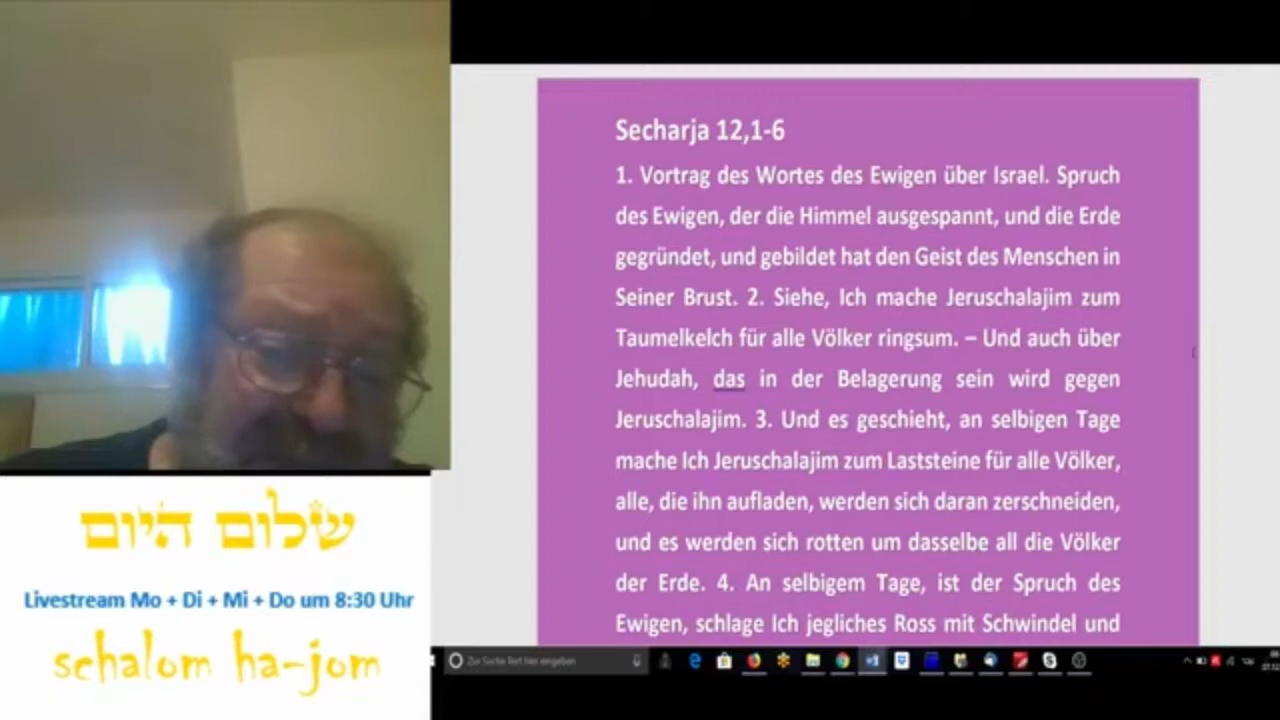 Secharja 12,1-6
1. Vortrag des Wortes des Ewigen über Israel. Spruch
des Ewigen, der die Himmel ausgespannt, und die Erde
gegründet, und gebildet hat den Geist des Menschen in
Seiner Brust. 2. Siehe, Ich mache Jeruschalajim zum
Taumelkelch für alle Völker ringsum. – Und auch über
Jehudah, das in der Belagerung sein wird gegen
Jeruschalajim. 3. Und es geschieht, an selbigen Tage
mache Ich Jeruschalajim zum Laststeine für alle Völker,
alle, die ihn aufladen, werden sich daran zerschneiden,
und es werden sich rotten um dasselbe all die Völker
der Erde. 4. An selbigem Tage, ist der Spruch des
Ewigen, schlage Ich jegliches Ross mit Schwindel und
שלום היום
Livestream Mo + Di + Mi + Do um 8:30 Uhr
schalom ha-jom
Zur Suche Text hier eingeben